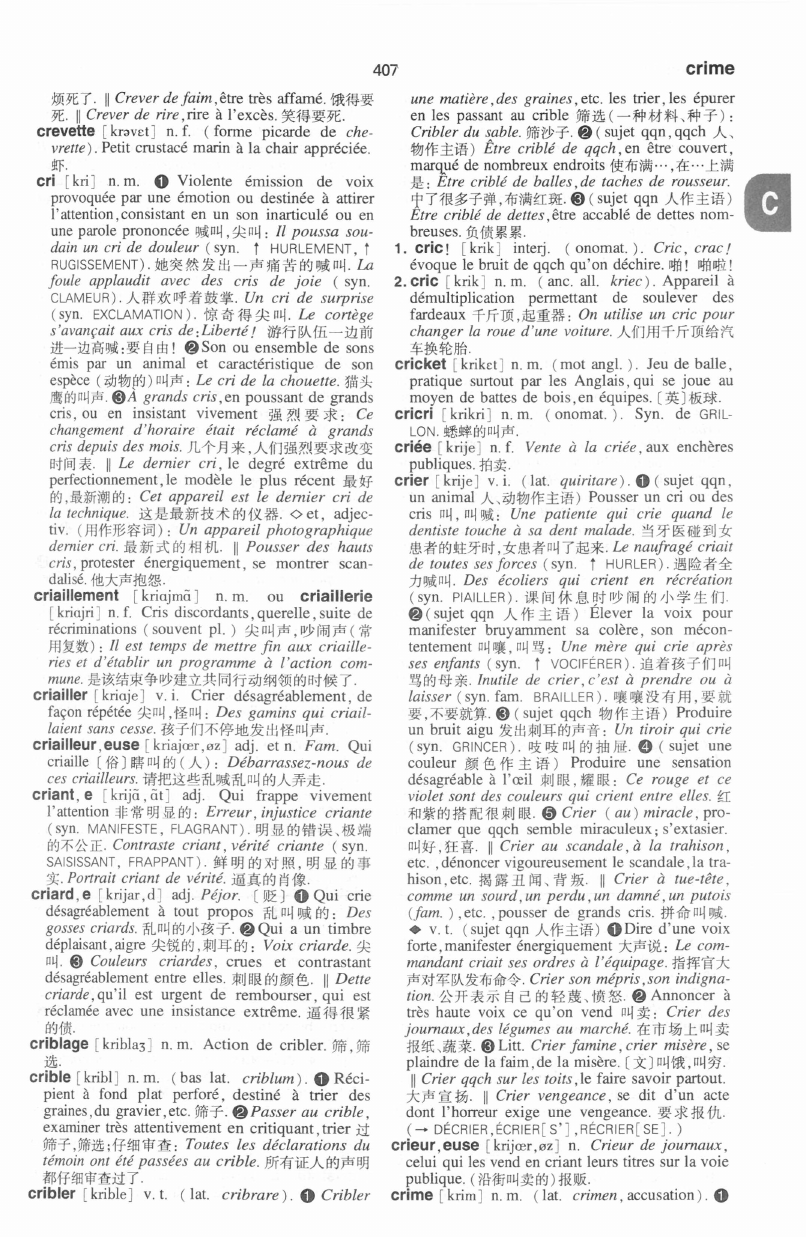 407
crime
烦死了. ‖ Crever de faim, être très affamé. 饿得要
死. ‖ Crever de rire, rire à l'excès. 笑得要死.
crevette [krəvɛt] n. f. (forme picarde de che-
vrette). Petit crustacé marin à la chair appréciée.
虾.
cri [kri] n. m. ❶ Violente émission de voix
provoquée par une émotion ou destinée à attirer
l'attention, consistant en un son inarticulé ou en
une parole prononcée 喊叫,尖叫: Il poussa sou-
dain un cri de douleur (syn. ↑ HURLEMENT, ↑
RUGISSEMENT). 她突然发出一声痛苦的喊叫. La
foule applaudit avec des cris de joie (syn.
CLAMEUR). 人群欢呼着鼓掌. Un cri de surprise
(syn. EXCLAMATION). 惊奇得尖叫. Le cortège
s'avançait aux cris de: Liberté! 游行队伍一边前
进一边高喊:要自由! ❷ Son ou ensemble de sons
émis par un animal et caractéristique de son
espèce (动物的)叫声: Le cri de la chouette. 猫头
鹰的叫声. ❸ À grands cris, en poussant de grands
cris, ou en insistant vivement 强烈要求: Ce
changement d'horaire était réclamé à grands
cris depuis des mois. 几个月来,人们强烈要求改变
时间表. ‖ Le dernier cri, le degré extrême du
perfectionnement, le modèle le plus récent 最好
的,最新潮的: Cet appareil est le dernier cri de
la technique. 这是最新技术的仪器. ◇ et, adjec-
tiv. (用作形容词): Un appareil photographique
dernier cri. 最新式的相机. ‖ Pousser des hauts
cris, protester énergiquement, se montrer scan-
dalisé. 他大声抱怨.
criaillement [kriɑjmɑ̃] n. m. ou criaillerie
[kriɑjri] n. f. Cris discordants, querelle, suite de
récriminations (souvent pl.) 尖叫声,吵闹声(常
用复数): Il est temps de mettre fin aux criaille-
ries et d'établir un programme à l'action com-
mune. 是该结束争吵建立共同行动纲领的时候了.
criailler [kriɑje] v. i. Crier désagréablement, de
façon répétée 尖叫,怪叫: Des gamins qui criail-
laient sans cesse. 孩子们不停地发出怪叫声.
criailleur, euse [kriajœr, øz] adj. et n. Fam. Qui
criaille [俗]瞎叫的(人): Débarrassez-nous de
ces criailleurs. 请把这些乱喊乱叫的人弄走.
criant, e [krijɑ̃, ɑ̃t] adj. Qui frappe vivement
l'attention 非常明显的: Erreur, injustice criante
(syn. MANIFESTE, FLAGRANT). 明显的错误、极端
的不公正. Contraste criant, vérité criante (syn.
SAISISSANT, FRAPPANT). 鲜明的对照,明显的事
实. Portrait criant de vérité. 逼真的肖像.
criard, e [krijar, d] adj. Péjor. [贬] ❶ Qui crie
désagréablement à tout propos 乱叫喊的: Des
gosses criards. 乱叫的小孩子. ❷ Qui a un timbre
déplaisant, aigre 尖锐的,刺耳的: Voix criarde. 尖
叫. ❸ Couleurs criardes, crues et contrastant
désagréablement entre elles. 刺眼的颜色. ‖ Dette
criarde, qu'il est urgent de rembourser, qui est
réclamée avec une insistance extrême. 逼得很紧
的债.
criblage [kriblaʒ] n. m. Action de cribler. 筛,筛
选.
crible [kribl] n. m. (bas lat. criblum). ❶ Réci-
pient à fond plat perforé, destiné à trier des
graines, du gravier, etc. 筛子. ❷ Passer au crible,
examiner très attentivement en critiquant, trier 过
筛子,筛选;仔细审查: Toutes les déclarations du
témoin ont été passées au crible. 所有证人的声明
都仔细审查过了.
cribler [krible] v. t. (lat. cribrare). ❶ Cribler
une matière, des graines, etc. les trier, les épurer
en les passant au crible 筛选(一种材料、种子):
Cribler du sable. 筛沙子. ❷ (sujet qqn, qqch 人、
物作主语) Être criblé de qqch, en être couvert,
marqué de nombreux endroits 使布满…,在…上满
是: Être criblé de balles, de taches de rousseur.
中了很多子弹,布满红斑. ❸ (sujet qqn 人作主语)
Être criblé de dettes, être accablé de dettes nom-
breuses. 负债累累.
1. cric! [krik] interj. (onomat.). Cric, crac!
évoque le bruit de qqch qu'on déchire. 啪! 啪啦!
2. cric [krik] n. m. (anc. all. kriec). Appareil à
démultiplication permettant de soulever des
fardeaux 千斤顶,起重器: On utilise un cric pour
changer la roue d'une voiture. 人们用千斤顶给汽
车换轮胎.
cricket [krikɛt] n. m. (mot angl.). Jeu de balle,
pratique surtout par les Anglais, qui se joue au
moyen de battes de bois, en équipes. [英]板球.
cricri [krikri] n. m. (onomat.). Syn. de GRIL-
LON. 蟋蟀的叫声.
criée [krije] n. f. Vente à la criée, aux enchères
publiques. 拍卖.
crier [krije] v. i. (lat. quiritare). ❶ (sujet qqn,
un animal 人、动物作主语) Pousser un cri ou des
cris 叫,叫喊: Une patiente qui crie quand le
dentiste touche à sa dent malade. 当牙医碰到女
患者的蛀牙时,女患者叫了起来. Le naufragé criait
de toutes ses forces (syn. ↑ HURLER). 遇险者全
力喊叫. Des écoliers qui crient en récréation
(syn. PIAILLER). 课间休息时吵闹的小学生们.
❷ (sujet qqn 人作主语) Élever la voix pour
manifester bruyamment sa colère, son mécon-
tentement 叫嚷,叫骂: Une mère qui crie après
ses enfants (syn. ↑ VOCIFÉRER). 追着孩子们叫
骂的母亲. Inutile de crier, c'est à prendre ou à
laisser (syn. fam. BRAILLER). 嚷嚷没有用,要就
要,不要就算. ❸ (sujet qqch 物作主语) Produire
un bruit aigu 发出刺耳的声音: Un tiroir qui crie
(syn. GRINCER). 吱吱叫的抽屉. ❹ (sujet une
couleur 颜色作主语) Produire une sensation
désagréable à l'œil 刺眼,耀眼: Ce rouge et ce
violet sont des couleurs qui crient entre elles. 红
和紫的搭配很刺眼. ❺ Crier (au) miracle, pro-
clamer que qqch semble miraculeux; s'extasier.
叫好,狂喜. ‖ Crier au scandale, à la trahison,
etc., dénoncer vigoureusement le scandale, la tra-
hison, etc. 揭露丑闻、背叛. ‖ Crier à tue-tête,
comme un sourd, un perdu, un damné, un putois
(fam.), etc., pousser de grands cris. 拼命叫喊.
◆ v. t. (sujet qqn 人作主语) ❶ Dire d'une voix
forte, manifester énergiquement 大声说: Le com-
mandant criait ses ordres à l'équipage. 指挥官大
声对军队发布命令. Crier son mépris, son indigna-
tion. 公开表示自己的轻蔑、愤怒. ❷ Annoncer à
très haute voix ce qu'on vend 叫卖: Crier des
journaux, des légumes au marché. 在市场上叫卖
报纸、蔬菜. ❸ Litt. Crier famine, crier misère, se
plaindre de la faim, de la misère. [文]叫饿,叫穷.
‖ Crier qqch sur les toits, le faire savoir partout.
大声宣扬. ‖ Crier vengeance, se dit d'un acte
dont l'horreur exige une vengeance. 要求报仇.
(→ DÉCRIER, ÉCRIER[S'], RÉCRIER[SE].)
crieur, euse [krijœr, øz] n. Crieur de journaux,
celui qui les vend en criant leurs titres sur la voie
publique. (沿街叫卖的)报贩.
crime [krim] n. m. (lat. crimen, accusation). ❶
C